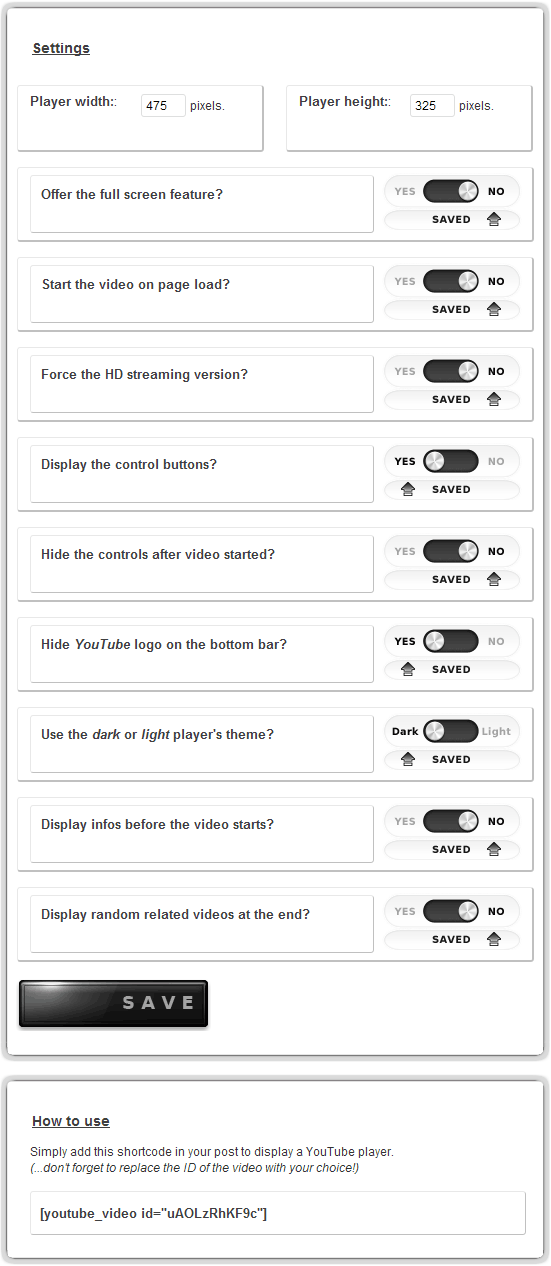 Settings
Player width:: 475 pixels. Player height:: 325 pixels.
Offer the full screen feature? YES NO
SAVED
Start the video on page load? YES NO
SAVED
Force the HD streaming version? YES NO
SAVED
Display the control buttons? YES NO
SAVED
Hide the controls after video started? YES NO
SAVED
Hide YouTube logo on the bottom bar? YES NO
SAVED
Use the dark or light player's theme? Dark Light
SAVED
Display infos before the video starts? YES NO
SAVED
Display random related videos at the end? YES NO
SAVED
SAVE
How to use
Simply add this shortcode in your post to display a YouTube player.
(...don't forget to replace the ID of the video with your choice!)
[youtube_video id="uAOLzRhKF9c"]